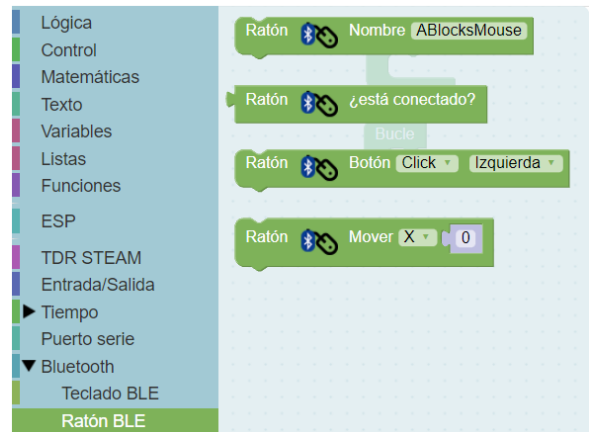 Lógica
Control
Matemáticas
Texto
Variables
Listas
Funciones
ESP
TDR STEAM
Entrada/Salida
Tiempo
Puerto serie
Bluetooth
Teclado BLE
Ratón BLE
Ratón Nombre ABlocksMouse
Ratón ¿está conectado?
Bucle
Ratón Botón Click Izquierda
Ratón Mover X 0